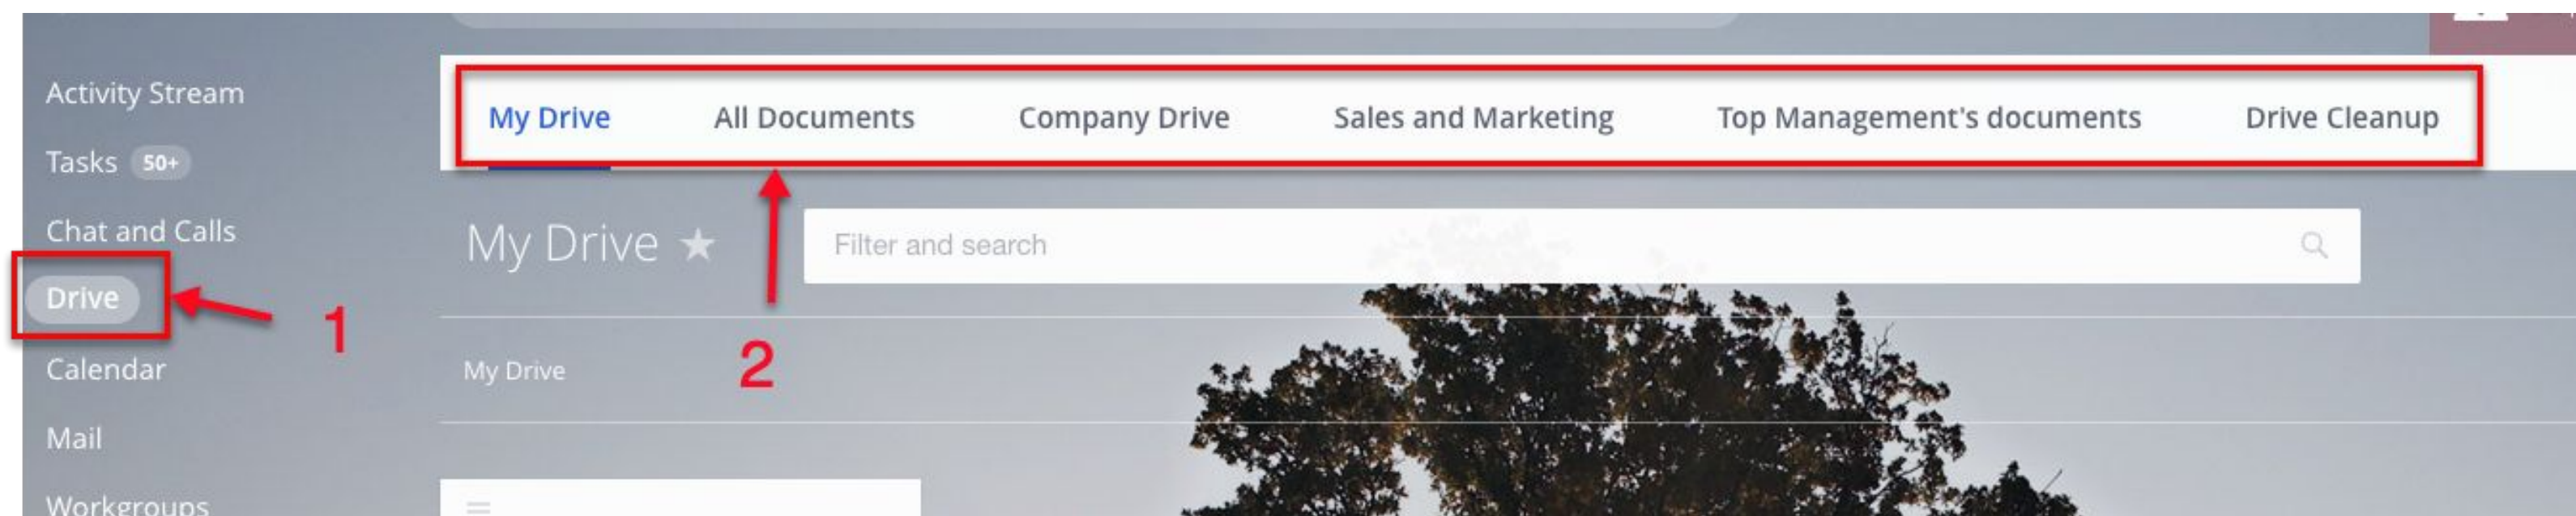 Activity Stream
Tasks 50+
Chat and Calls
Drive
1
Calendar
Mail
Workgroups
My Drive All Documents Company Drive Sales and Marketing Top Management's documents Drive Cleanup
My Drive Filter and search
2
My Drive